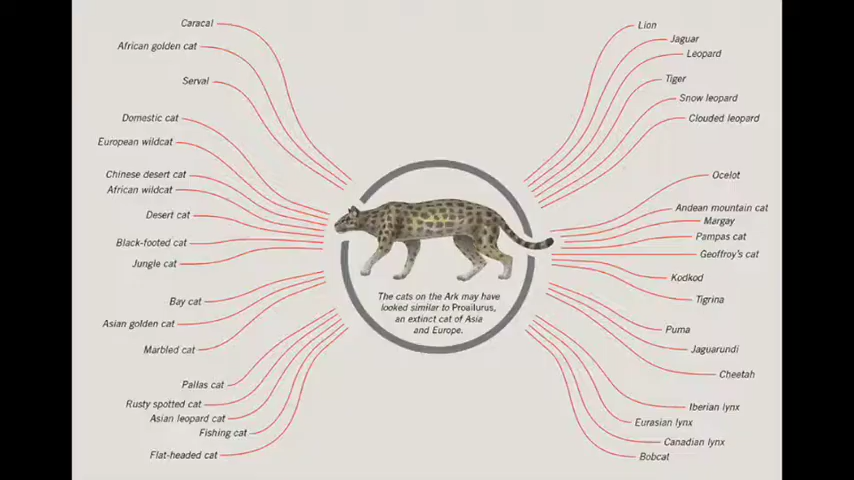 Caracal
African golden cat
Serval
Domestic cat
European wildcat
Chinese desert cat
African wildcat
Desert cat
Black-footed cat
Jungle cat
Bay cat
Asian golden cat
Marbled cat
Pallas cat
Rusty spotted cat
Asian leopard cat
Fishing cat
Flat-headed cat
The cats on the Ark may have
looked similar to Proailurus,
an extinct cat of Asia
and Europe.
Lion
Jaguar
Leopard
Tiger
Snow leopard
Clouded leopard
Ocelot
Andean mountain cat
Margay
Pampas cat
Geoffroy's cat
Kodkod
Tigrina
Puma
Jaguarundi
Cheetah
Iberian lynx
Eurasian lynx
Canadian lynx
Bobcat